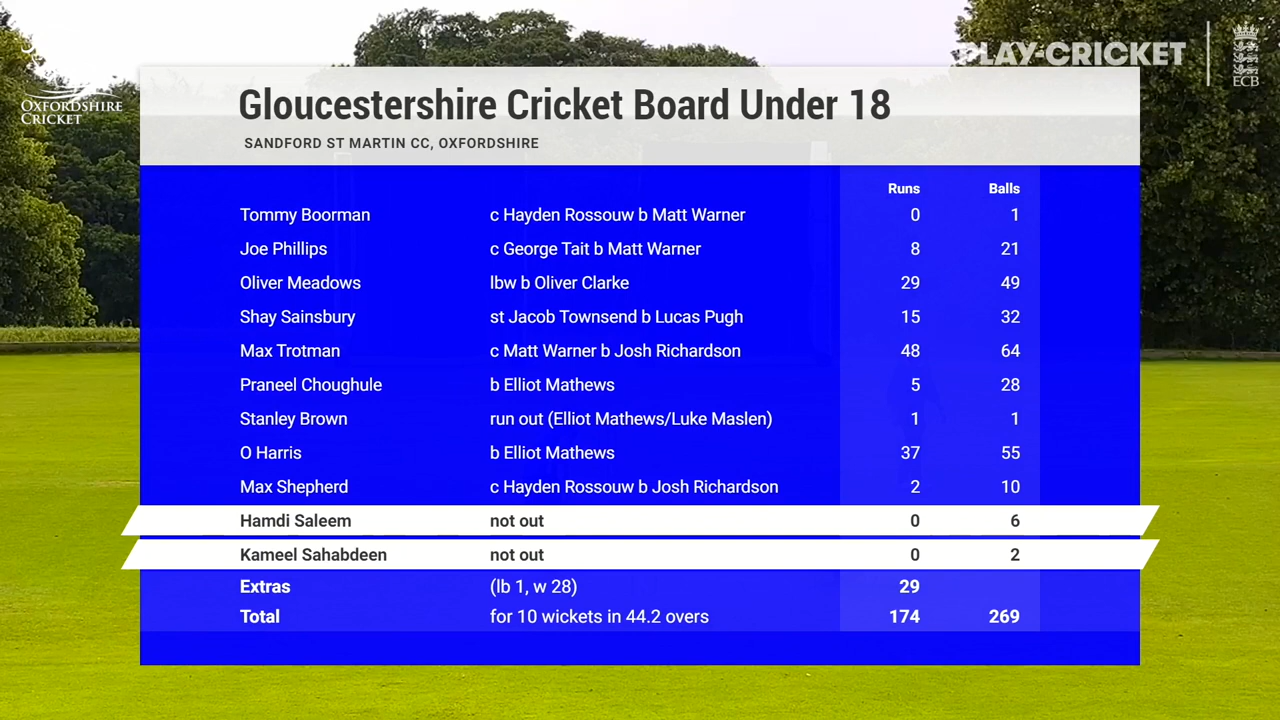 PLAY-CRICKET
ECB
OXFORDSHIRE
CRICKET
Gloucestershire Cricket Board Under 18
SANDFORD ST MARTIN CC, OXFORDSHIRE
Runs Balls
Tommy Boorman c Hayden Rossouw b Matt Warner 0 1
Joe Phillips c George Tait b Matt Warner 8 21
Oliver Meadows lbw b Oliver Clarke 29 49
Shay Sainsbury st Jacob Townsend b Lucas Pugh 15 32
Max Trotman c Matt Warner b Josh Richardson 48 64
Praneel Choughule b Elliot Mathews 5 28
Stanley Brown run out (Elliot Mathews/Luke Maslen) 1 1
O Harris b Elliot Mathews 37 55
Max Shepherd c Hayden Rossouw b Josh Richardson 2 10
Hamdi Saleem not out 0 6
Kameel Sahabdeen not out 0 2
Extras (lb 1, w 28) 29
Total for 10 wickets in 44.2 overs 174 269